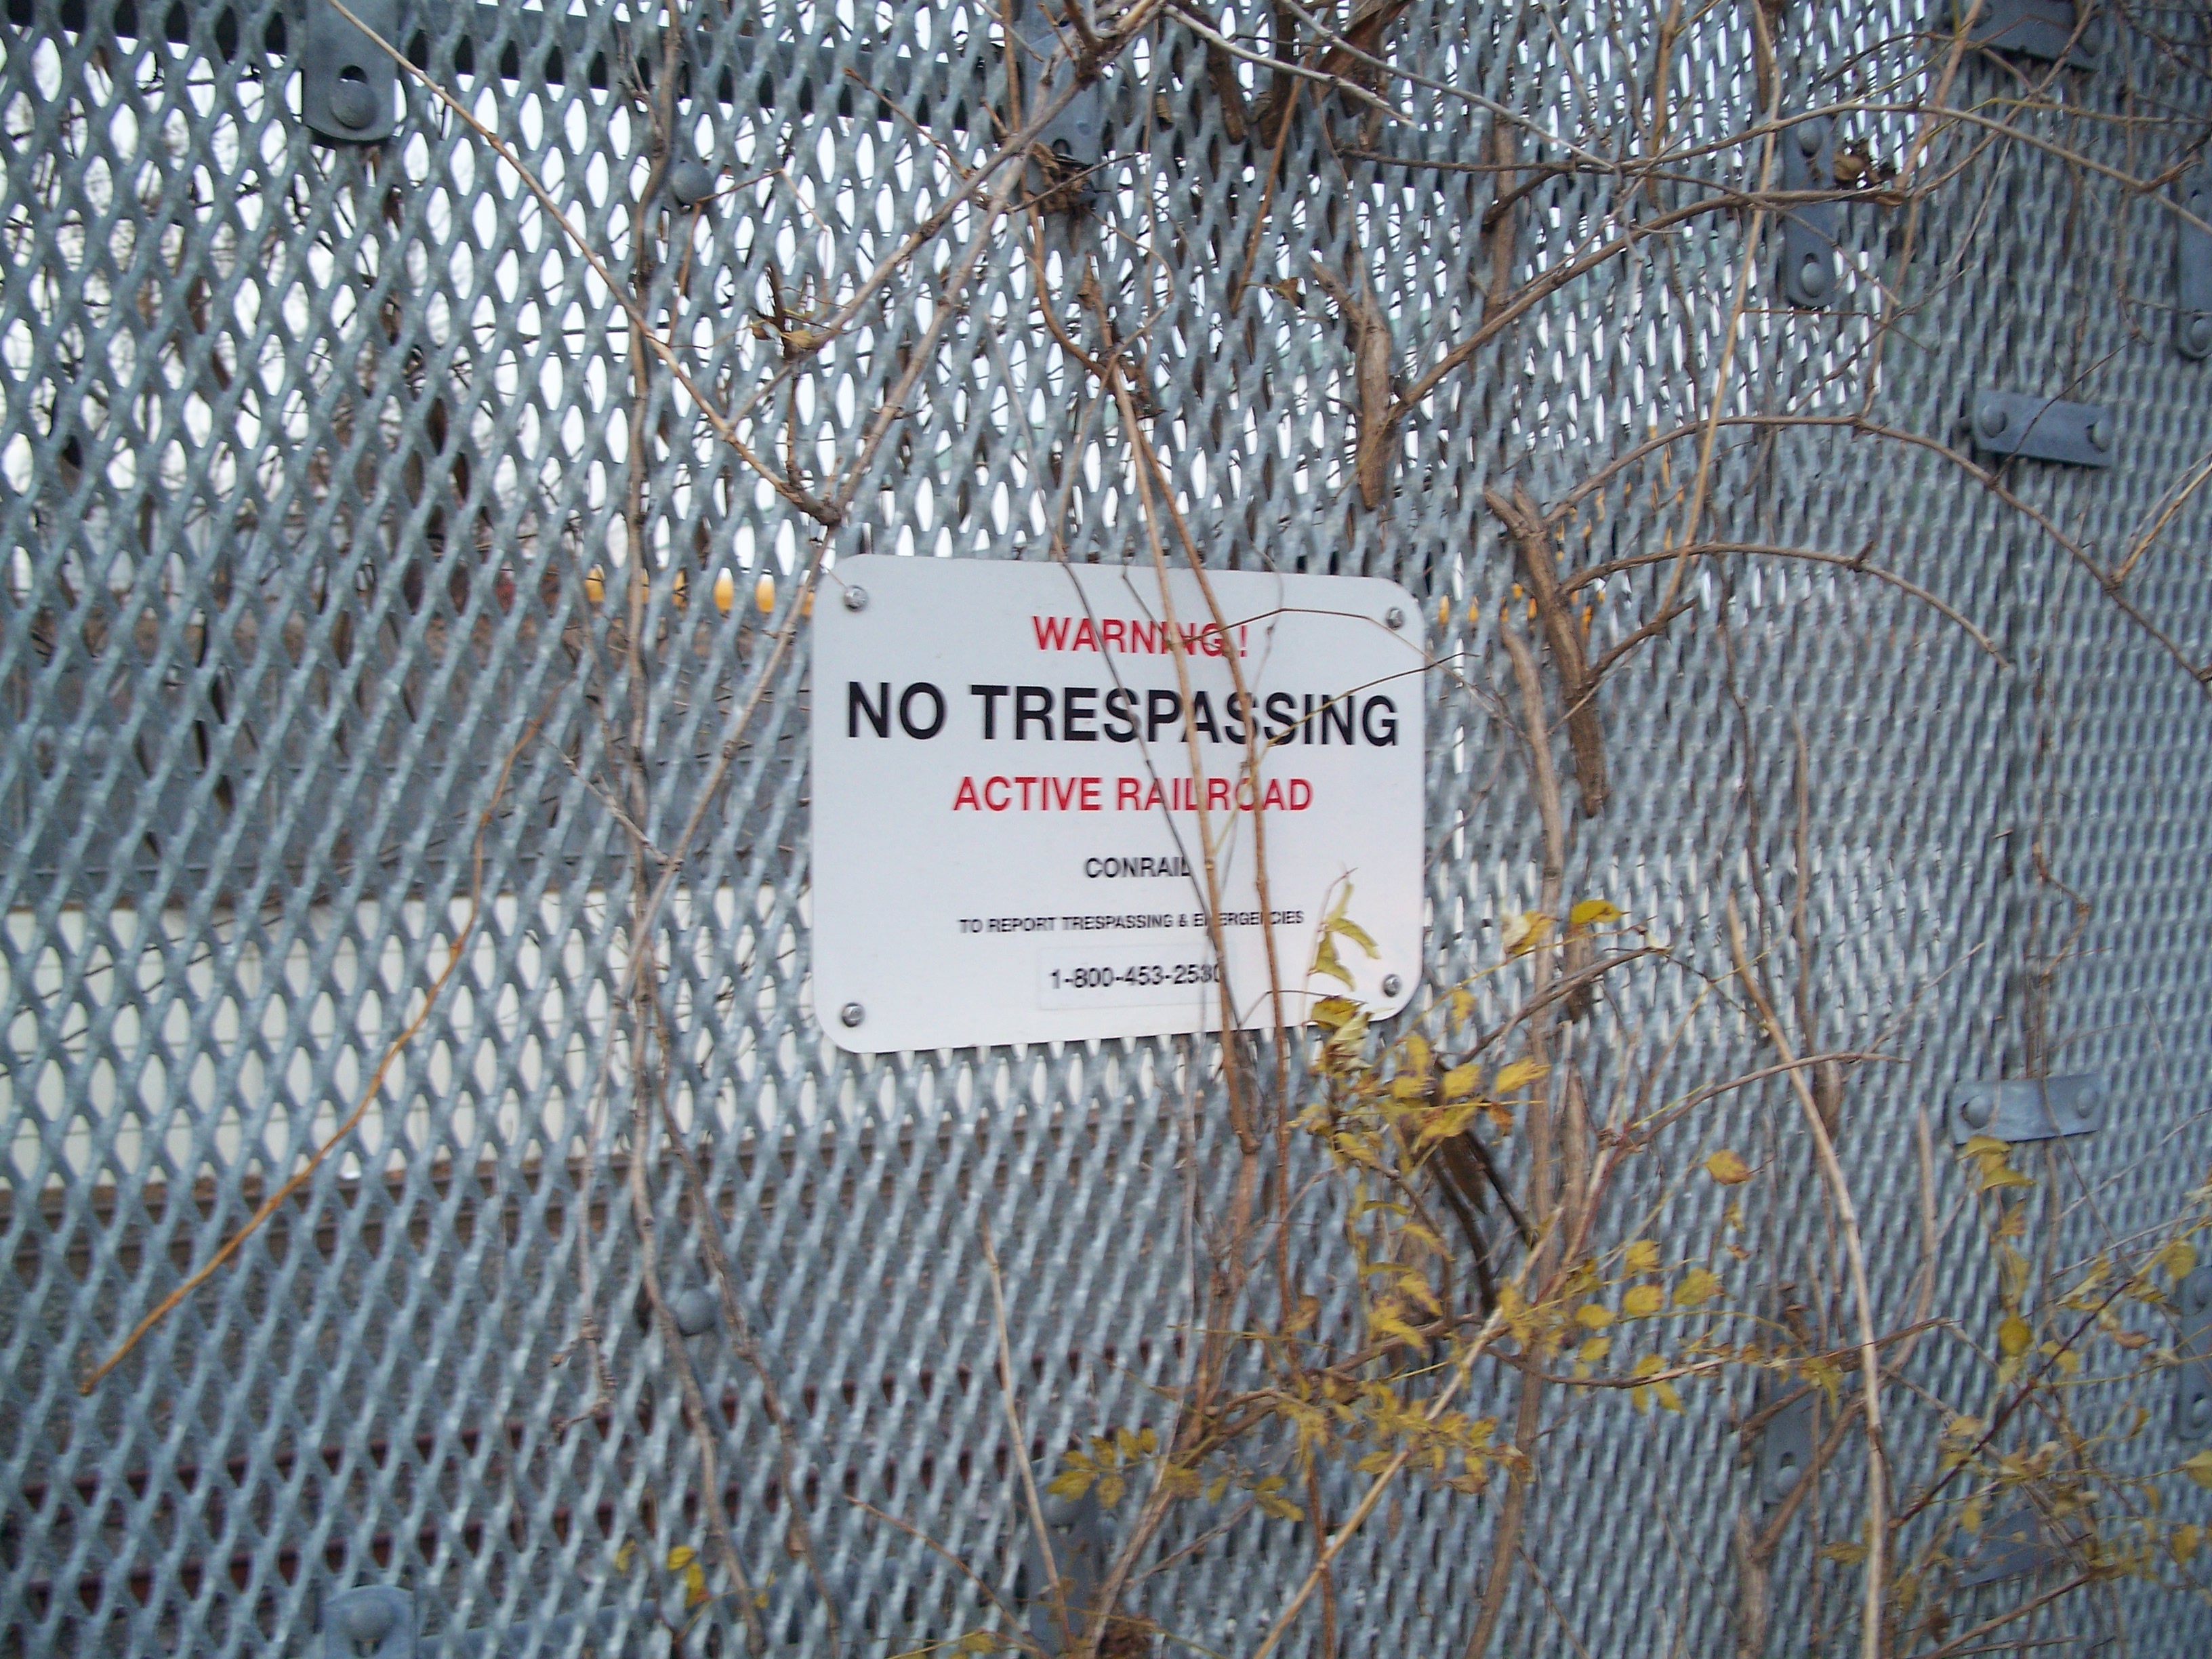 WARNING!
NO TRESPASSING
ACTIVE RAILROAD
CONRAIL
TO REPORT TRESPASSING & EMERGENCIES
1-800-453-2530